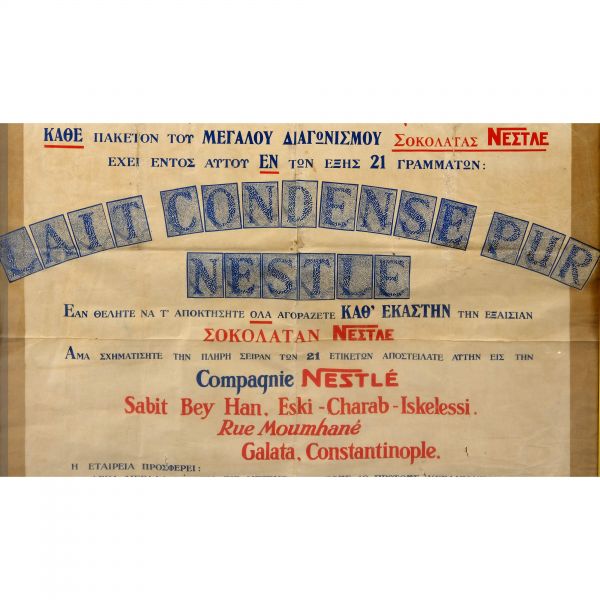 ΚΑΘΕ ΠΑΚΕΤΟΝ ΤΟΥ ΜΕΓΑΛΟΥ ΔΙΑΓΩΝΙΣΜΟΥ ΣΟΚΟΛΑΤΑΣ ΝΕΣΤΛΕ
ΕΧΕΙ ΕΝΤΟΣ ΑΥΤΟΥ ΕΝ ΤΩΝ ΕΞΗΣ 21 ΓΡΑΜΜΑΤΩΝ:
LAIT CONDENSE PUR
NESTLE
ΕΑΝ ΘΕΛΗΤΕ ΝΑ Τ' ΑΠΟΚΤΗΣΗΤΕ ΟΛΑ ΑΓΟΡΑΖΕΤΕ ΚΑΘ' ΕΚΑΣΤΗΝ ΤΗΝ ΕΞΑΙΣΙΑΝ
ΣΟΚΟΛΑΤΑΝ ΝΕΣΤΛΕ
ΑΜΑ ΣΧΗΜΑΤΙΣΗΤΕ ΤΗΝ ΠΛΗΡΗ ΣΕΙΡΑΝ ΤΩΝ 21 ΕΤΙΚΕΤΩΝ ΑΠΟΣΤΕΙΛΑΤΕ ΑΥΤΗΝ ΕΙΣ ΤΗΝ
Compagnie NESTLÉ
Sabit Bey Han, Eski-Charab-Iskelessi.
Rue Moumhané
Galata, Constantinople.
Η ΕΤΑΙΡΕΙΑ ΠΡΟΣΦΕΡΕΙ: